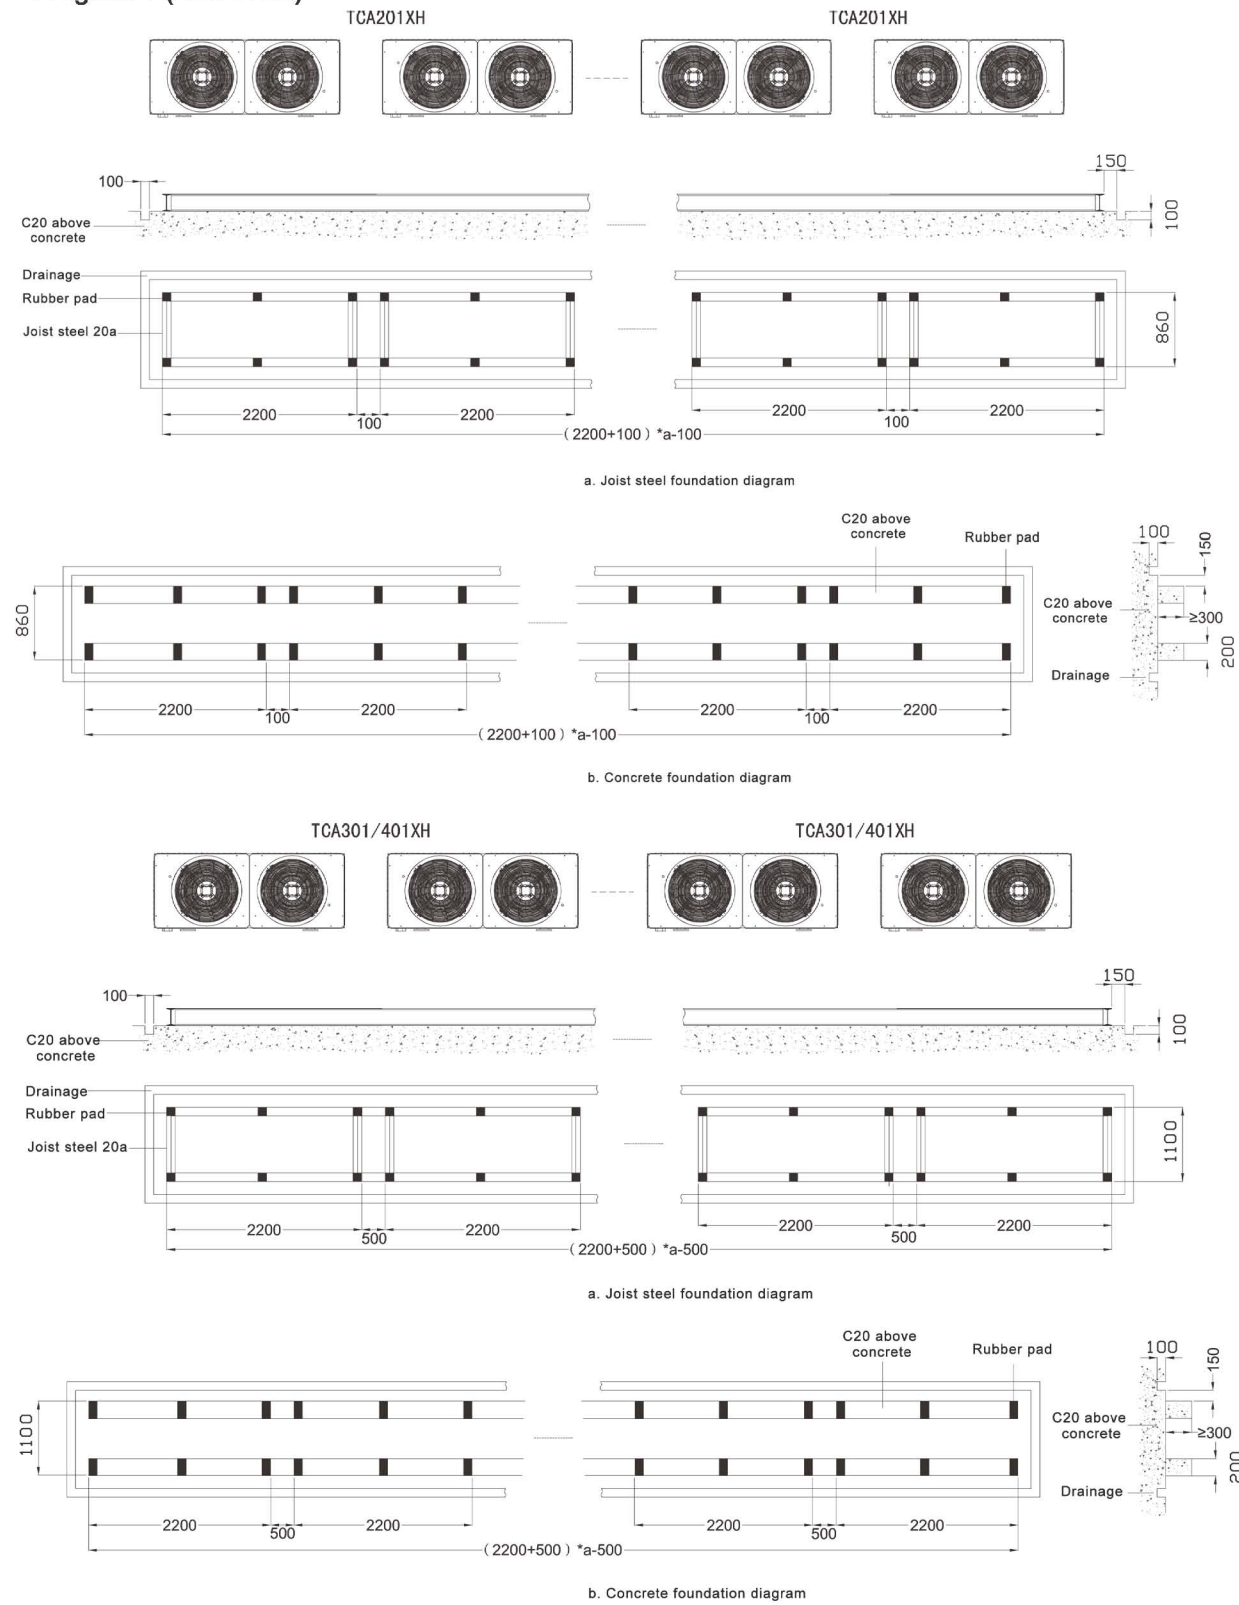 TCA201XH TCA201XH
150
100
100
C20 above
concrete
Drainage
Rubber pad
Joist steel 20a
860
2200 2200 2200 2200
100 100
(2200+100) *a-100
a. Joist steel foundation diagram
C20 above
concrete
Rubber pad
100
150
860
C20 above
concrete
≥300
200
Drainage
2200 2200 2200 2200
100 100
(2200+100) *a-100
b. Concrete foundation diagram
TCA301/401XH TCA301/401XH
150
100
100
C20 above
concrete
Drainage
Rubber pad
Joist steel 20a
1100
2200 2200 2200 2200
500 500
(2200+500) *a-500
a. Joist steel foundation diagram
C20 above
concrete
Rubber pad
100
150
1100
C20 above
concrete
≥300
200
Drainage
2200 2200 2200 2200
500 500
(2200+500) *a-500
b. Concrete foundation diagram